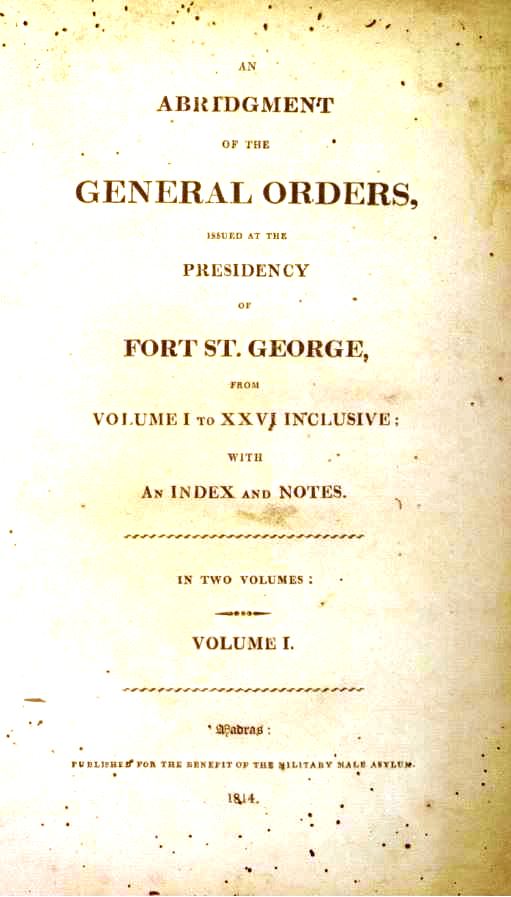 AN
ABRIDGMENT
OF THE
GENERAL ORDERS,
ISSUED AT THE
PRESIDENCY
OF
FORT ST. GEORGE,
FROM
VOLUME I TO XXVI INCLUSIVE;
WITH
AN INDEX AND NOTES.
IN TWO VOLUMES:
VOLUME I.
Madras:
PUBLISHED FOR THE BENEFIT OF THE MILITARY MALE ASYLUM.
1814.